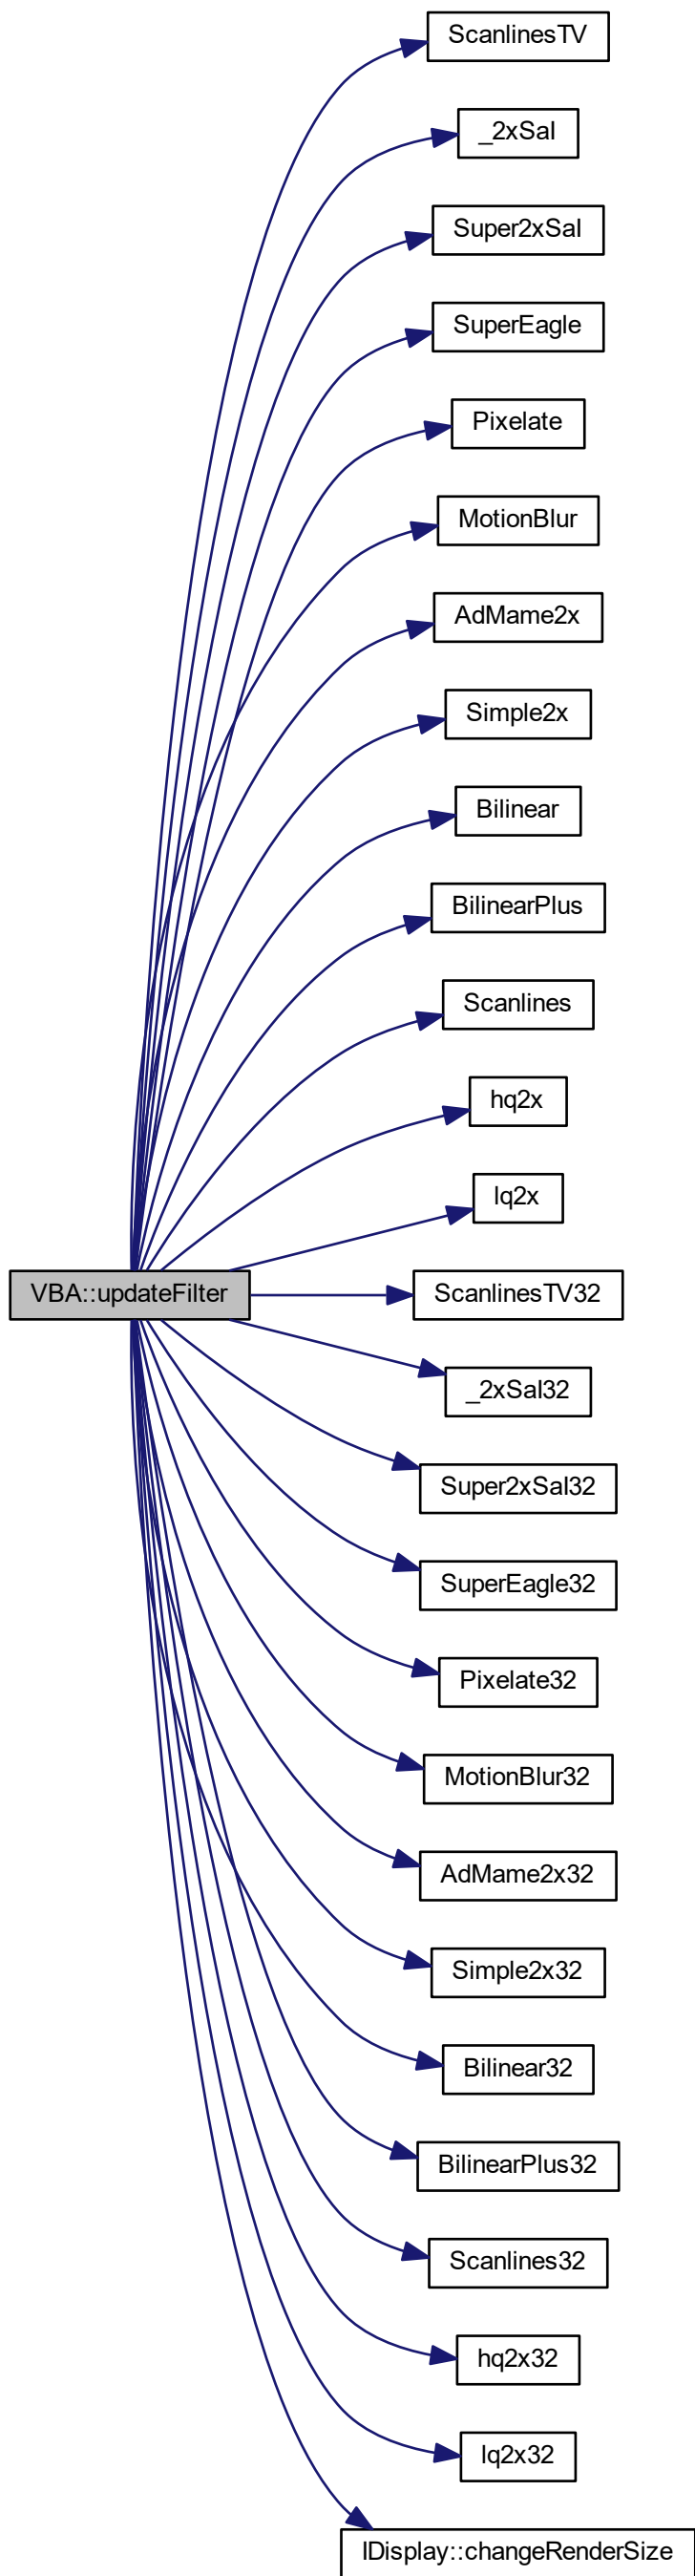 ScanlinesTV
_2xSaI
Super2xSaI
SuperEagle
Pixelate
MotionBlur
AdMame2x
Simple2x
Bilinear
BilinearPlus
Scanlines
hq2x
lq2x
VBA::updateFilter
ScanlinesTV32
_2xSaI32
Super2xSaI32
SuperEagle32
Pixelate32
MotionBlur32
AdMame2x32
Simple2x32
Bilinear32
BilinearPlus32
Scanlines32
hq2x32
lq2x32
IDisplay::changeRenderSize